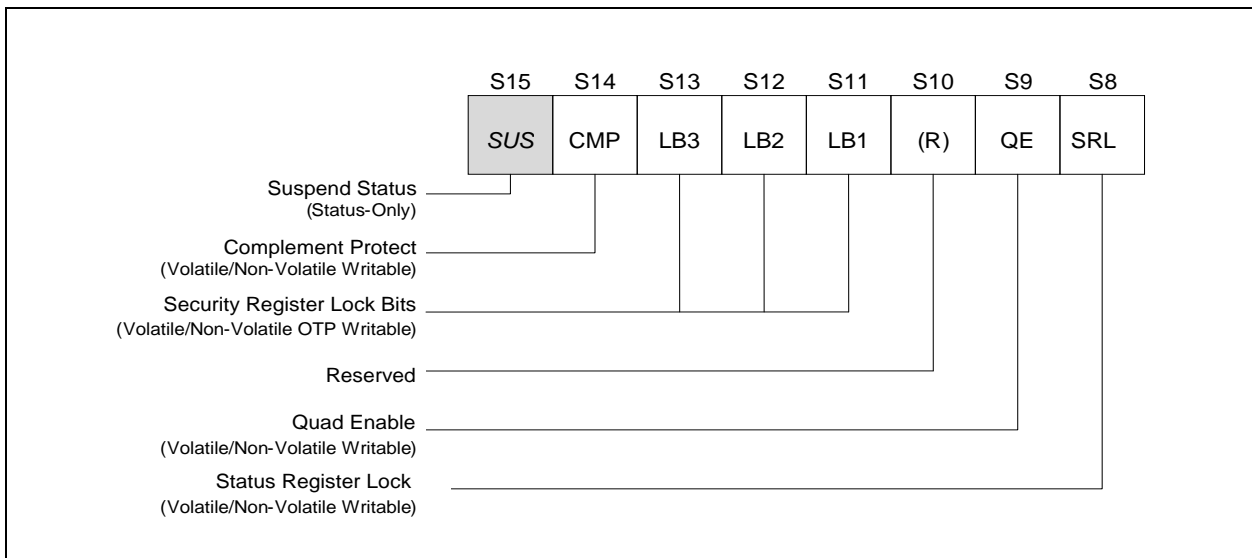 S15 S14 S13 S12 S11 S10 S9 S8
SUS CMP LB3 LB2 LB1 (R) QE SRL
Suspend Status
(Status-Only)
Complement Protect
(Volatile/Non-Volatile Writable)
Security Register Lock Bits
(Volatile/Non-Volatile OTP Writable)
Reserved
Quad Enable
(Volatile/Non-Volatile Writable)
Status Register Lock
(Volatile/Non-Volatile Writable)